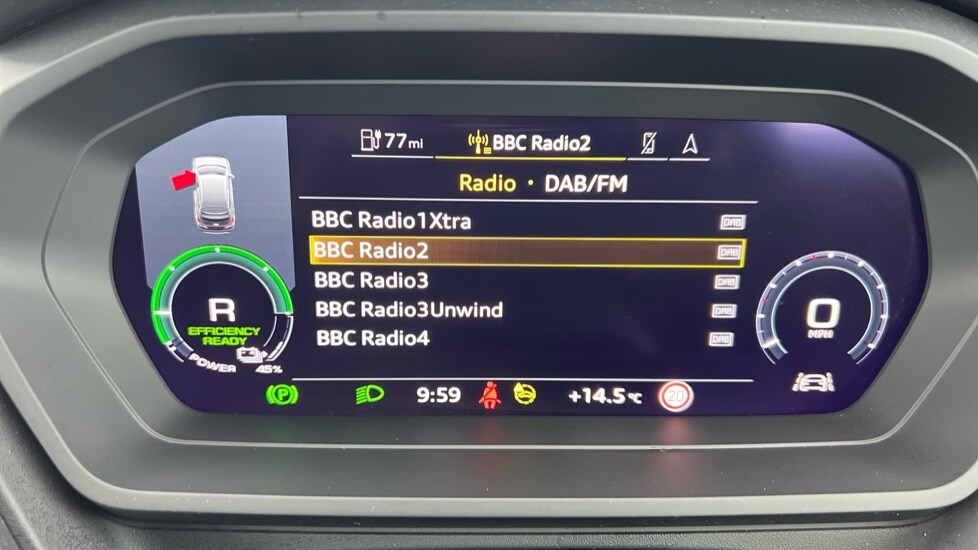 77mi BBC Radio2
Radio • DAB/FM
BBC Radio1Xtra DAB
BBC Radio2 DAB
BBC Radio3 DAB
BBC Radio3Unwind DAB
BBC Radio4 DAB
R
EFFICIENCY
READY
POWER 45%
0
MPH
P 9:59 +14.5°C 20